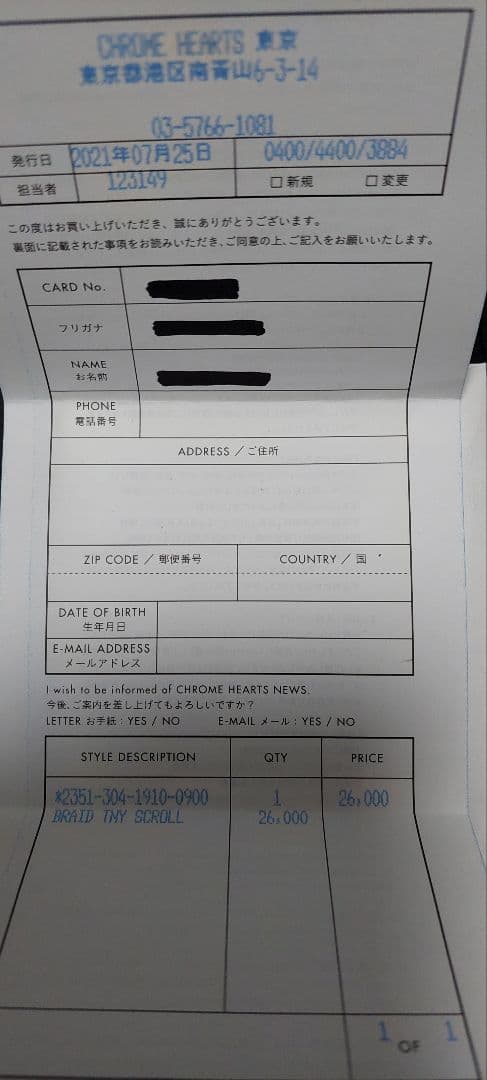 CHROME HEARTS 東京
東京都港区南青山6-3-14
03-5766-1081
発行日 2021年07月25日 0400/4400/3884
担当者 123149 □新規 □変更
この度はお買い上げいただき、誠にありがとうございます。
裏面に記載された事項をお読みいただき、ご同意の上、ご記入をお願いいたします。
CARD No.
フリガナ
NAME
お名前
PHONE
電話番号
ADDRESS / ご住所
ZIP CODE / 郵便番号 COUNTRY / 国
DATE OF BIRTH
生年月日
E-MAIL ADDRESS
メールアドレス
I wish to be informed of CHROME HEARTS NEWS.
今後、ご案内を差し上げてもよろしいですか?
LETTER お手紙 : YES / NO E-MAIL メール : YES / NO
STYLE DESCRIPTION QTY PRICE
*2351-304-1910-0900 1 26,000
BRAID TNY SCROLL 26,000
1 OF 1